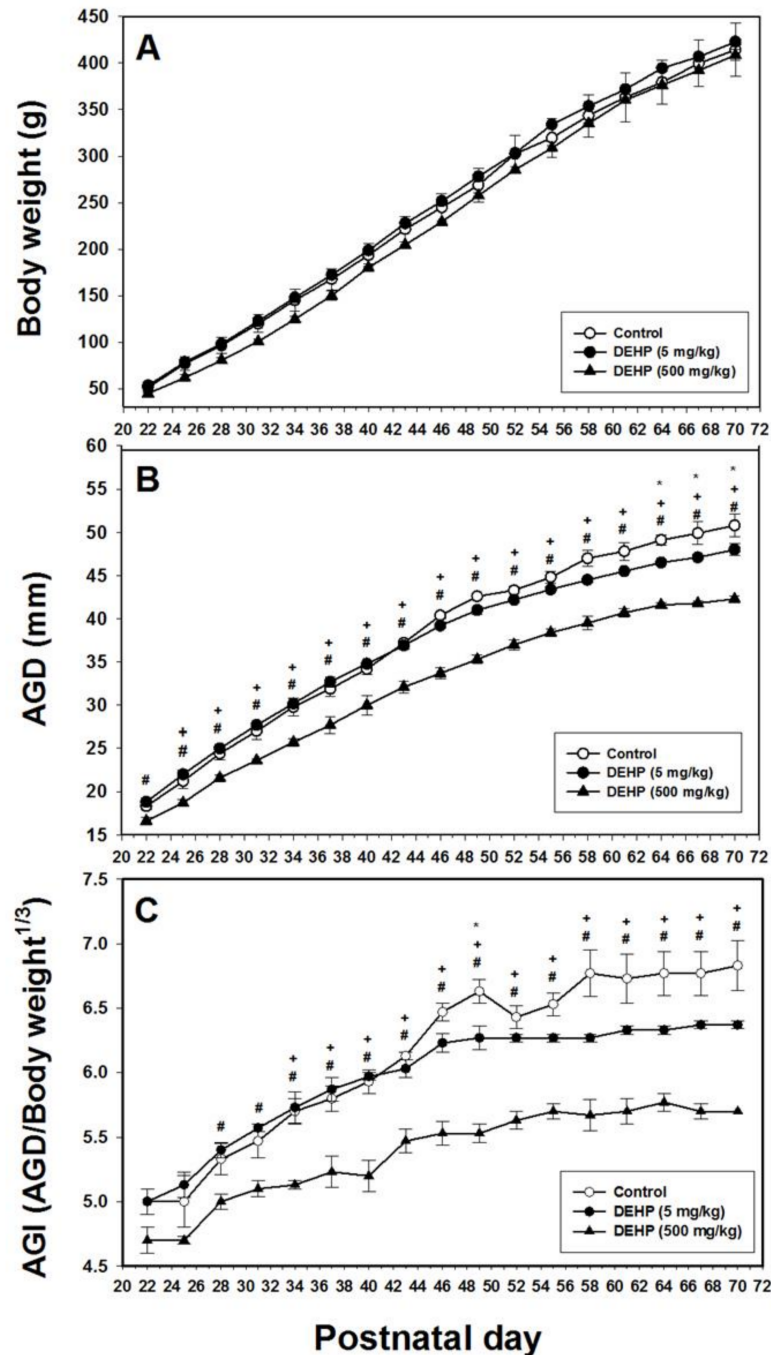 A
Body weight (g)
450
400
350
300
250
200
150
100
50
Control
DEHP (5 mg/kg)
DEHP (500 mg/kg)
20 22 24 26 28 30 32 34 36 38 40 42 44 46 48 50 52 54 56 58 60 62 64 66 68 70 72
B
AGD (mm)
60
55
50
45
40
35
30
25
20
15
* * *
+ + + + + + + + + + + + + + + +
# # # # # # # # # # # # # # # # #
Control
DEHP (5 mg/kg)
DEHP (500 mg/kg)
20 22 24 26 28 30 32 34 36 38 40 42 44 46 48 50 52 54 56 58 60 62 64 66 68 70 72
C
AGI (AGD/Body weight1/3)
7.5
7.0
6.5
6.0
5.5
5.0
4.5
*
+ + + + + + + + + + + + +
# # # # # # # # # # # # # # #
Control
DEHP (5 mg/kg)
DEHP (500 mg/kg)
20 22 24 26 28 30 32 34 36 38 40 42 44 46 48 50 52 54 56 58 60 62 64 66 68 70 72
Postnatal day